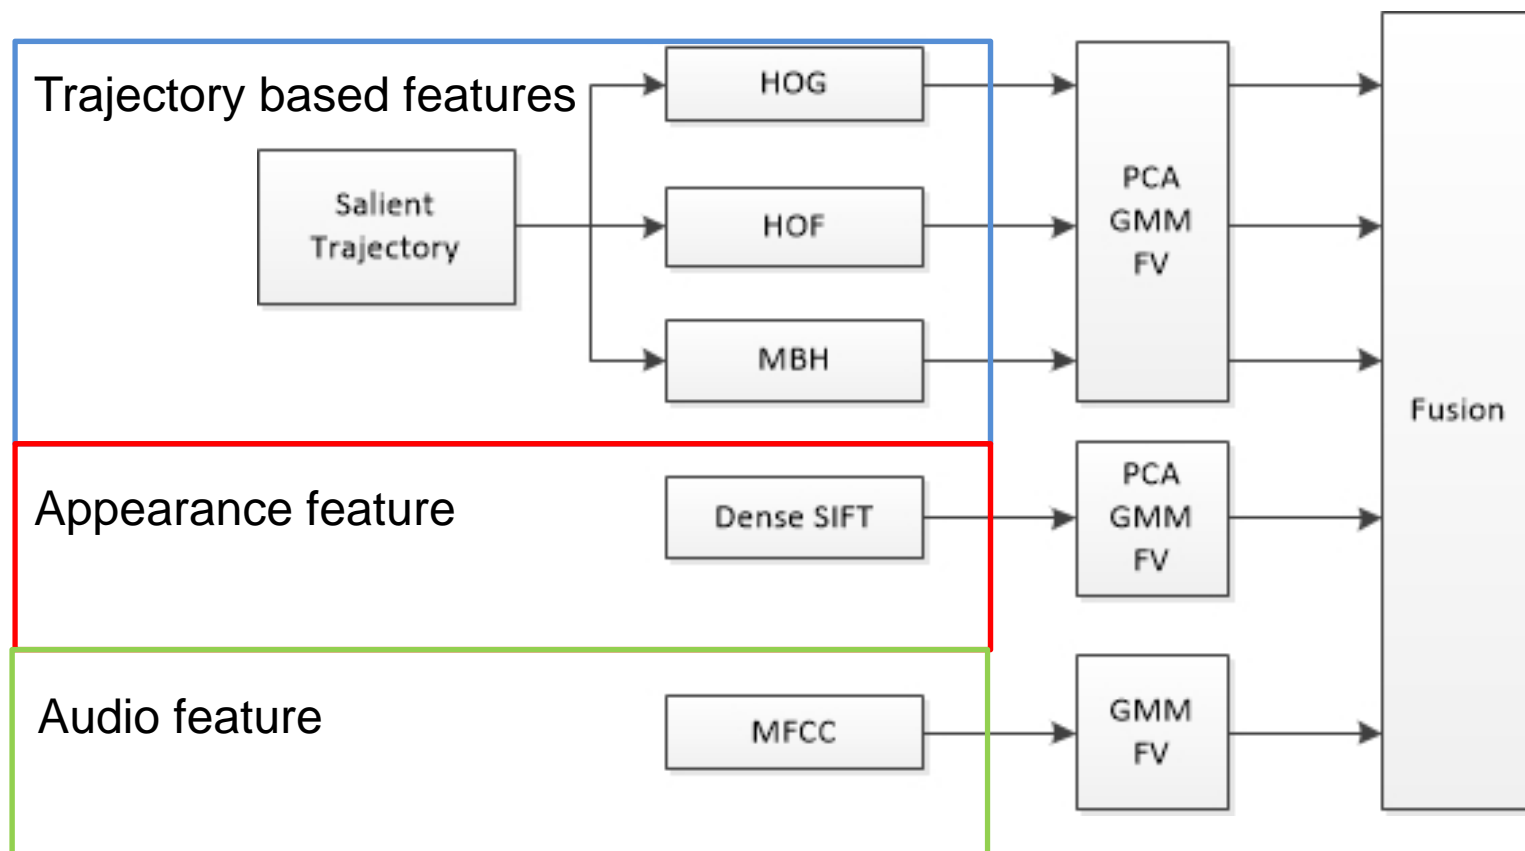 Trajectory based features
Salient
Trajectory
HOG
HOF
MBH
PCA
GMM
FV
Appearance feature
Dense SIFT
PCA
GMM
FV
Audio feature
MFCC
GMM
FV
Fusion